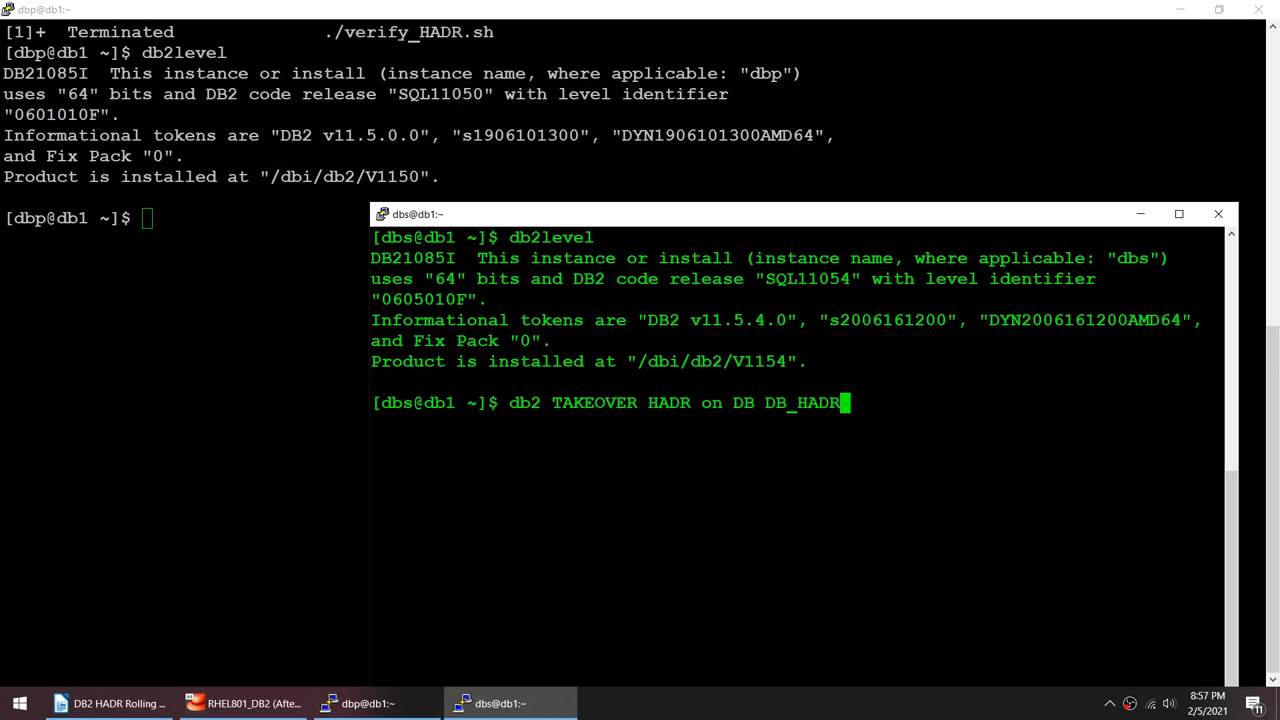 dbp@db1:~
[1]+  Terminated              ./verify_HADR.sh
[dbp@db1 ~]$ db2level
DB21085I  This instance or install (instance name, where applicable: "dbp")
uses "64" bits and DB2 code release "SQL11050" with level identifier
"0601010F".
Informational tokens are "DB2 v11.5.0.0", "s1906101300", "DYN1906101300AMD64",
and Fix Pack "0".
Product is installed at "/dbi/db2/V1150".
[dbp@db1 ~]$
dbs@db1:~
[dbs@db1 ~]$ db2level
DB21085I  This instance or install (instance name, where applicable: "dbs")
uses "64" bits and DB2 code release "SQL11054" with level identifier
"0605010F".
Informational tokens are "DB2 v11.5.4.0", "s2006161200", "DYN2006161200AMD64",
and Fix Pack "0".
Product is installed at "/dbi/db2/V1154".
[dbs@db1 ~]$ db2 TAKEOVER HADR on DB DB_HADR
DB2 HADR Rolling ...
RHEL801_DB2 (Afte...
dbp@db1:~
dbs@db1:~
8:57 PM
2/5/2021
11